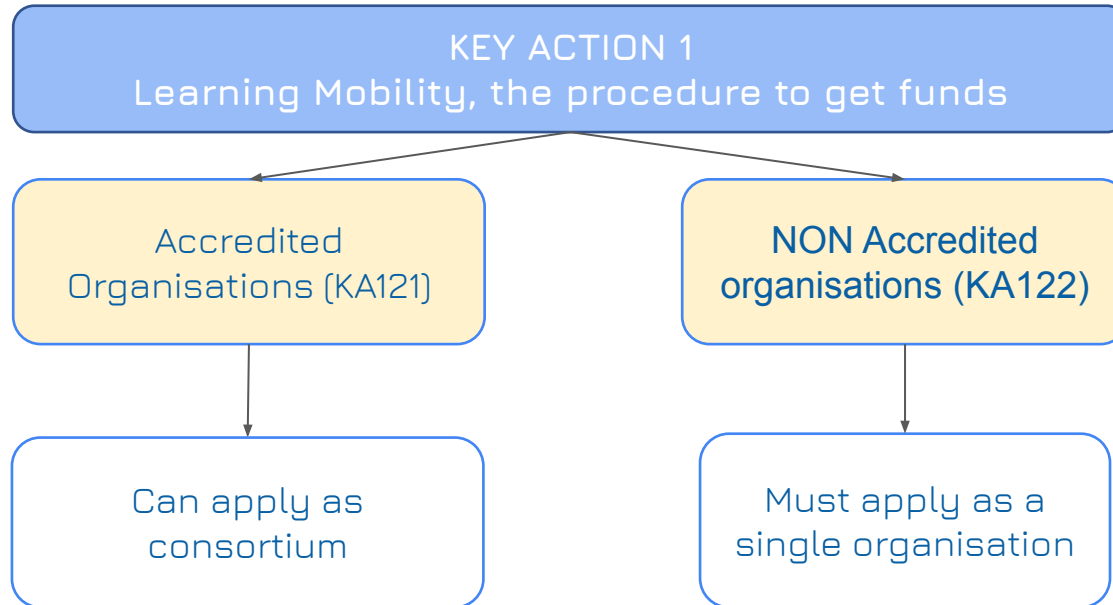 KEY ACTION 1
Learning Mobility, the procedure to get funds
Accredited
Organisations (KA121)
NON Accredited
organisations (KA122)
Can apply as
consortium
Must apply as a
single organisation